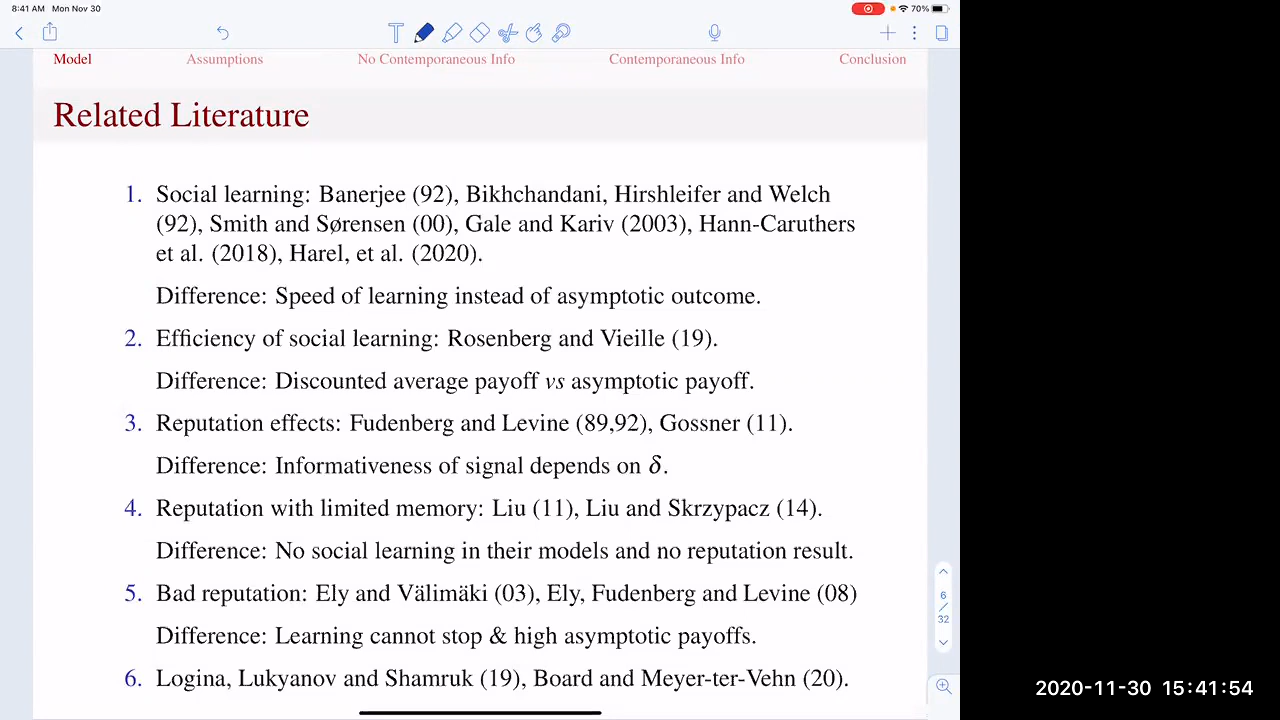 8:41 AM Mon Nov 30
70%
Model Assumptions No Contemporaneous Info Contemporaneous Info Conclusion
Related Literature
1. Social learning: Banerjee (92), Bikhchandani, Hirshleifer and Welch
(92), Smith and Sørensen (00), Gale and Kariv (2003), Hann-Caruthers
et al. (2018), Harel, et al. (2020).
Difference: Speed of learning instead of asymptotic outcome.
2. Efficiency of social learning: Rosenberg and Vieille (19).
Difference: Discounted average payoff vs asymptotic payoff.
3. Reputation effects: Fudenberg and Levine (89,92), Gossner (11).
Difference: Informativeness of signal depends on δ.
4. Reputation with limited memory: Liu (11), Liu and Skrzypacz (14).
Difference: No social learning in their models and no reputation result.
5. Bad reputation: Ely and Välimäki (03), Ely, Fudenberg and Levine (08)
Difference: Learning cannot stop & high asymptotic payoffs.
6. Logina, Lukyanov and Shamruk (19), Board and Meyer-ter-Vehn (20).
6
/
32
2020-11-30 15:41:54